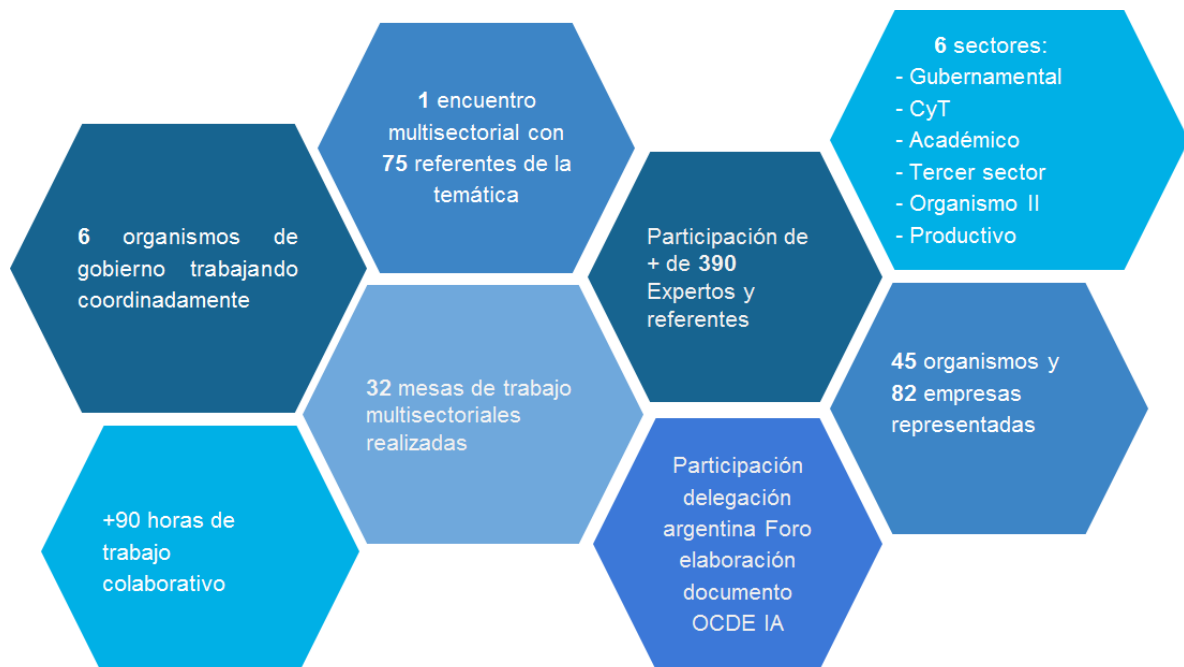 6 organismos de
gobierno trabajando
coordinadamente
1 encuentro
multisectorial con
75 referentes de la
temática
Participación de
+ de 390
Expertos y
referentes
6 sectores:
- Gubernamental
- CyT
- Académico
- Tercer sector
- Organismo II
- Productivo
+90 horas de
trabajo
colaborativo
32 mesas de trabajo
multisectoriales
realizadas
Participación
delegación
argentina Foro
elaboración
documento
OCDE IA
45 organismos y
82 empresas
representadas